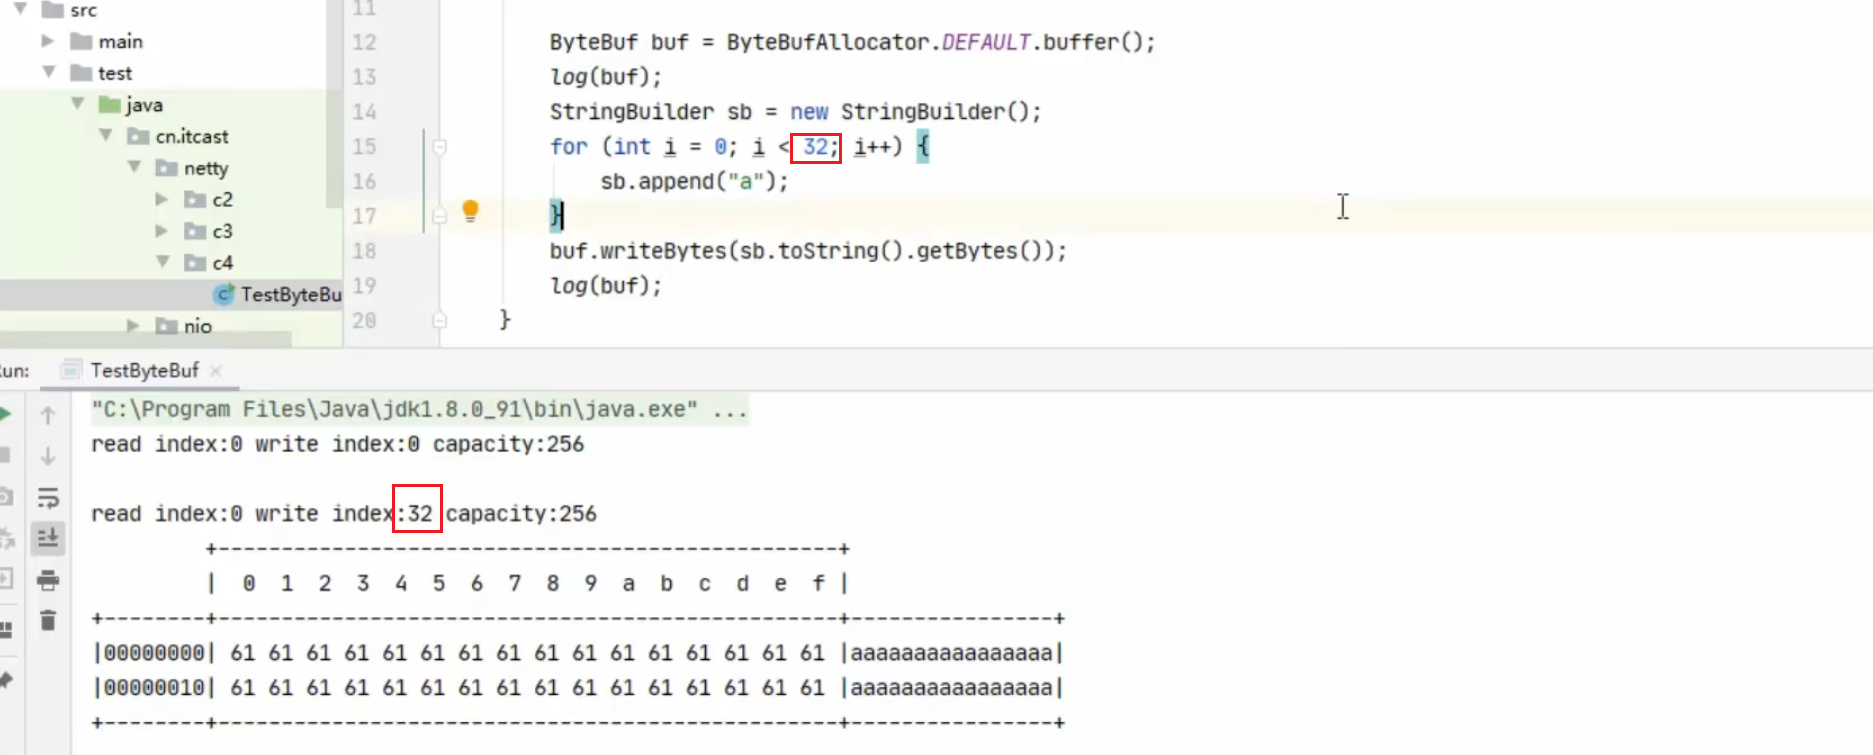 src
main
test
java
cn.itcast
netty
c2
c3
c4
TestByteBu
nio
11
12 ByteBuf buf = ByteBufAllocator.DEFAULT.buffer();
13 log(buf);
14 StringBuilder sb = new StringBuilder();
15 for (int i = 0; i < 32; i++) {
16 sb.append("a");
17 }
18 buf.writeBytes(sb.toString().getBytes());
19 log(buf);
20 }
un: TestByteBuf ×
"C:\Program Files\Java\jdk1.8.0_91\bin\java.exe" ...
read index:0 write index:0 capacity:256
read index:0 write index:32 capacity:256
         +-------------------------------------------------+
         |  0  1  2  3  4  5  6  7  8  9  a  b  c  d  e  f |
+--------+-------------------------------------------------+----------------+
|00000000| 61 61 61 61 61 61 61 61 61 61 61 61 61 61 61 61 |aaaaaaaaaaaaaaaa|
|00000010| 61 61 61 61 61 61 61 61 61 61 61 61 61 61 61 61 |aaaaaaaaaaaaaaaa|
+--------+-------------------------------------------------+----------------+